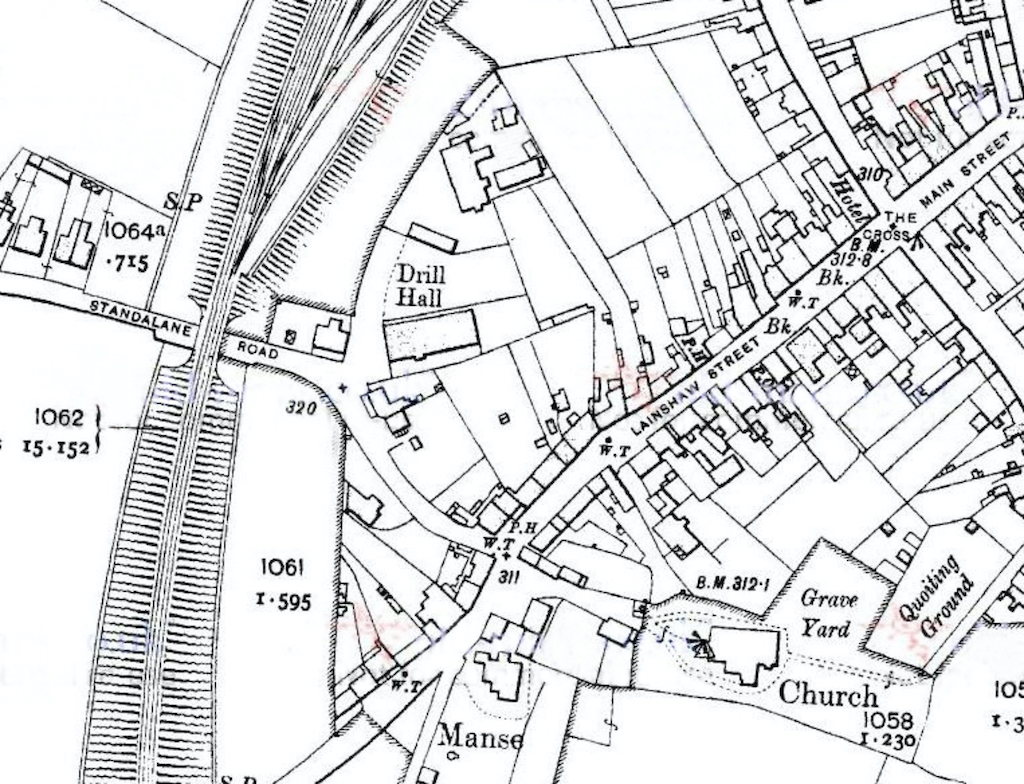 S.P
1064a
.715
STANDALANE
ROAD
Drill
Hall
310
Hotel
MAIN STREET
THE
CROSS
B.M.
312.8
Bk.
W.T
Bk
P.H
LAINSHAW STREET
W.T
320
1062
15.152
P.H
W.T
311
1061
1.595
B.M.312.1
Grave
Yard
Quoiting
Ground
W.T
Church
1058
1.230
Manse
S.P